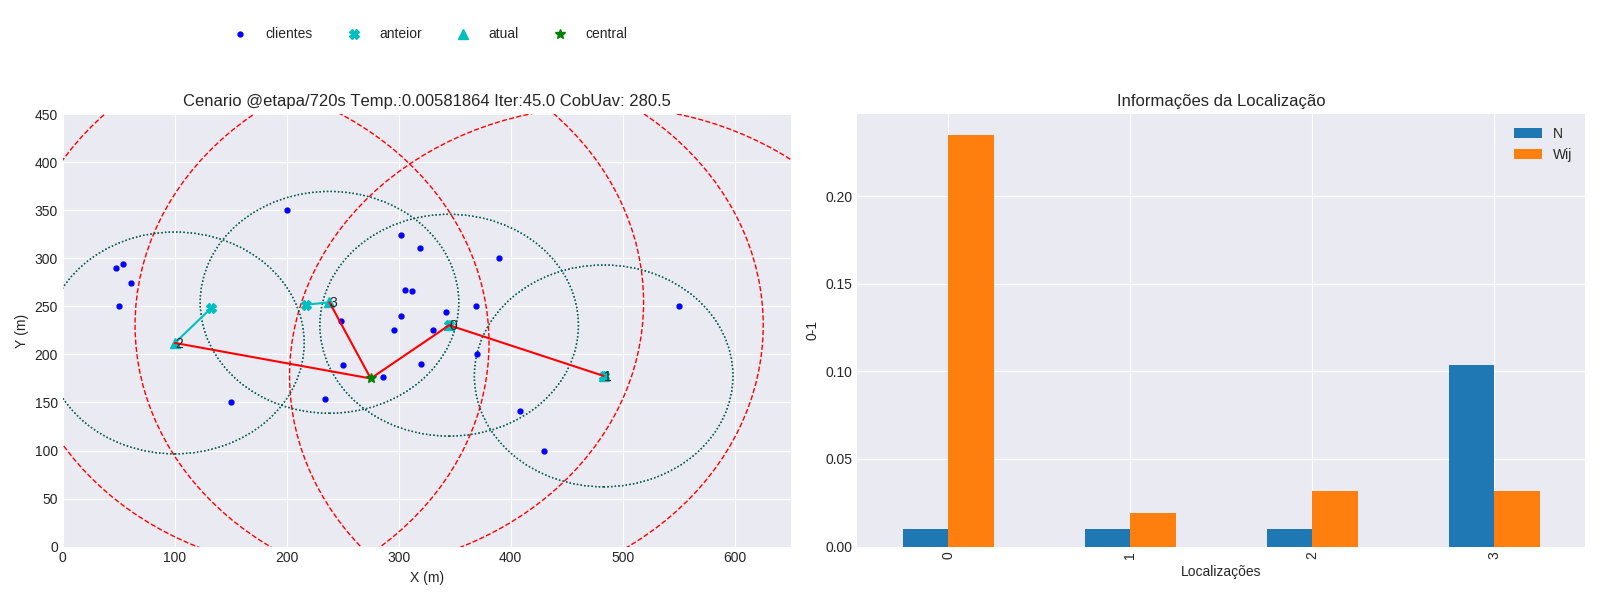 clientes anteior atual central
Cenario @etapa/720s Temp.:0.00581864 Iter:45.0 CobUav: 280.5
450
400
350
300
250
200
150
100
50
0
Y (m)
0 100 200 300 400 500 600
X (m)
2
3
0
1
Informações da Localização
N
Wij
0.20
0.15
0.10
0.05
0.00
0-1
0 1 2 3
Localizações